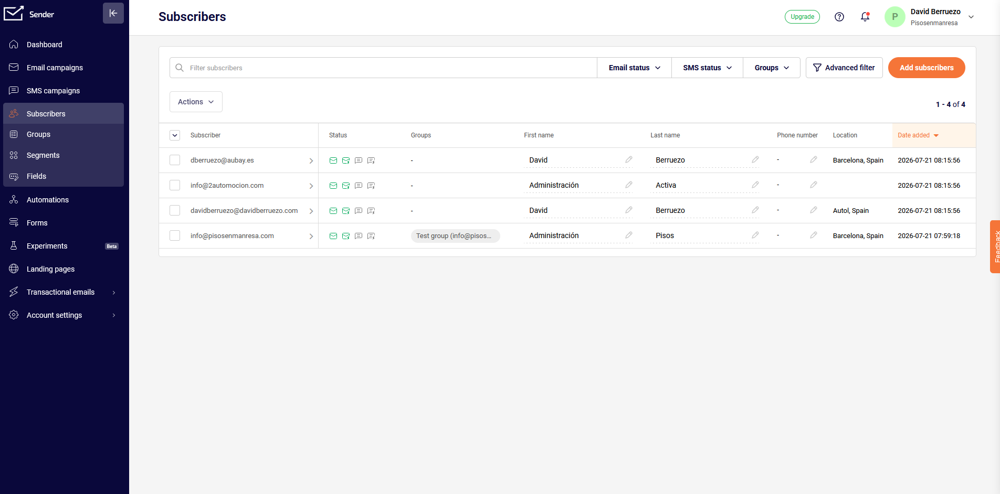 Sender
Dashboard
Email campaigns
SMS campaigns
Subscribers
Groups
Segments
Fields
Automations
Forms
Experiments Beta
Landing pages
Transactional emails
Account settings
Subscribers
Upgrade
P
David Berruezo
Pisosenmanresa
Filter subscribers
Email status
SMS status
Groups
Advanced filter
Add subscribers
Actions
1 - 4 of 4
Subscriber Status Groups First name Last name Phone number Location Date added
dberruezo@aubay.es - David Berruezo - Barcelona, Spain 2026-07-21 08:15:56
info@2automocion.com - Administración Activa - 2026-07-21 08:15:56
davidberruezo@davidberruezo.com - David Berruezo - Autol, Spain 2026-07-21 08:15:56
info@pisosenmanresa.com Test group (info@pisos... Administración Pisos - Barcelona, Spain 2026-07-21 07:59:18
Feedback